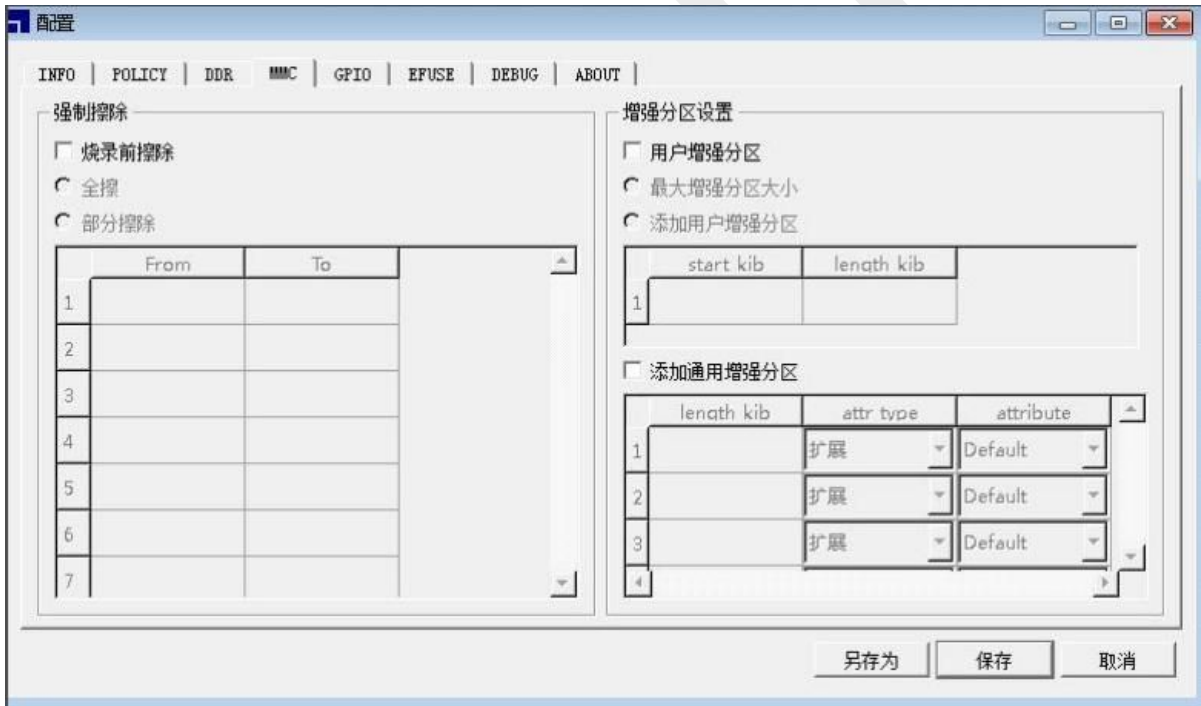 配置
INFO POLICY DDR MMC GPIO EFUSE DEBUG ABOUT
强制擦除
烧录前擦除
全擦
部分擦除
From To
1
2
3
4
5
6
7
增强分区设置
用户增强分区
最大增强分区大小
添加用户增强分区
start kib length kib
1
添加通用增强分区
length kib attr type attribute
1 扩展 Default
2 扩展 Default
3 扩展 Default
另存为 保存 取消